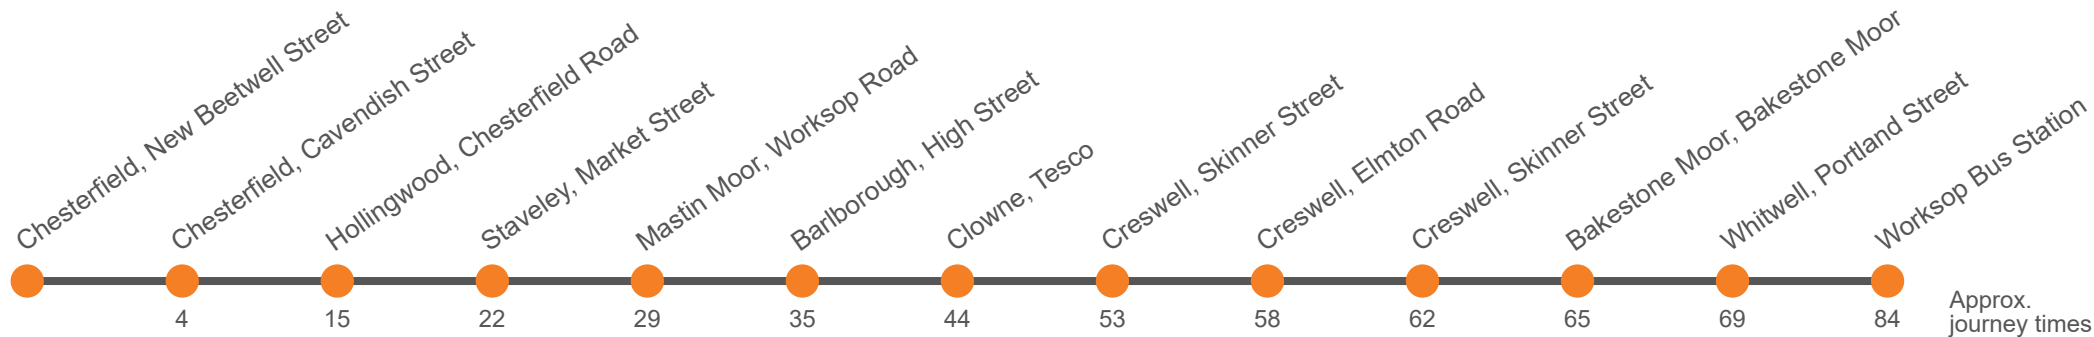 Chesterfield, New Beetwell Street
Chesterfield, Cavendish Street
Hollingwood, Chesterfield Road
Staveley, Market Street
Mastin Moor, Worksop Road
Barlborough, High Street
Clowne, Tesco
Creswell, Skinner Street
Creswell, Elmton Road
Creswell, Skinner Street
Bakestone Moor, Bakestone Moor
Whitwell, Portland Street
Worksop Bus Station
4
15
22
29
35
44
53
58
62
65
69
84
Approx.
journey times